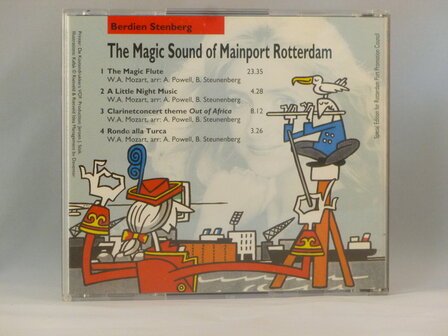 Berdien Stenberg
The Magic Sound of Mainport Rotterdam
1 The Magic Flute 23.35
W.A. Mozart, arr: A. Powell, B. Steunenberg
2 A Little Night Music 4.28
W.A. Mozart, arr: A. Powell, B. Steunenberg
3 Clarinetconcert theme Out of Africa 8.12
W.A. Mozart, arr: A. Powell, B. Steunenberg
4 Rondo alla Turca 3.26
W.A. Mozart, arr: A. Powell, B. Steunenberg
Special Edition for Rotterdam Port Promotion Council